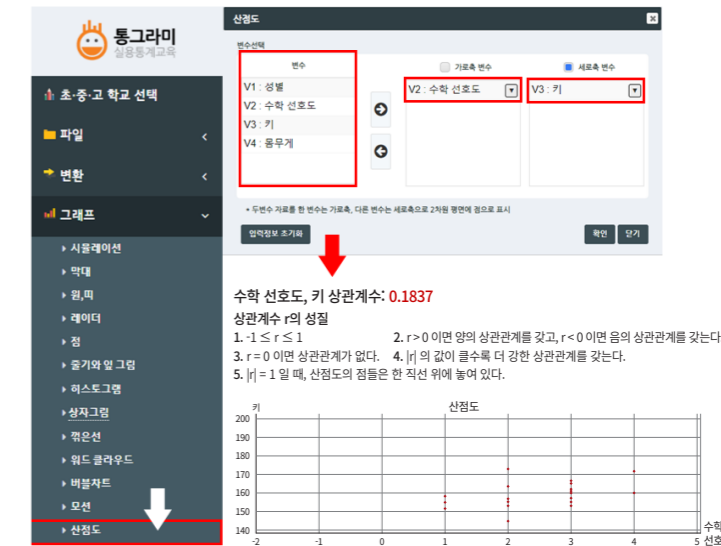 통그라미
실용통계교육
초·중·고 학교 선택
파일
변환
그래프
시뮬레이션
막대
원,띠
레이더
점
줄기와 잎 그림
히스토그램
상자그림
꺾은선
워드 클라우드
버블차트
모션
산점도
산점도
변수선택
변수
V1 : 성별
V2 : 수학 선호도
V3 : 키
V4 : 몸무게
가로축 변수
V2 : 수학 선호도
세로축 변수
V3 : 키
* 두변수 자료를 한 변수는 가로축, 다른 변수는 세로축으로 2차원 평면에 점으로 표시
입력정보 초기화
확인
닫기
수학 선호도, 키 상관계수: 0.1837
상관계수 r의 성질
1. -1 ≤ r ≤ 1 2. r > 0 이면 양의 상관관계를 갖고, r < 0 이면 음의 상관관계를 갖는다
3. r = 0 이면 상관관계가 없다. 4. |r| 의 값이 클수록 더 강한 상관관계를 갖는다.
5. |r| = 1 일 때, 산점도의 점들은 한 직선 위에 놓여 있다.
키
산점도
200
190
180
170
160
150
140
-2 -1 0 1 2 3 4 5
수학
선호